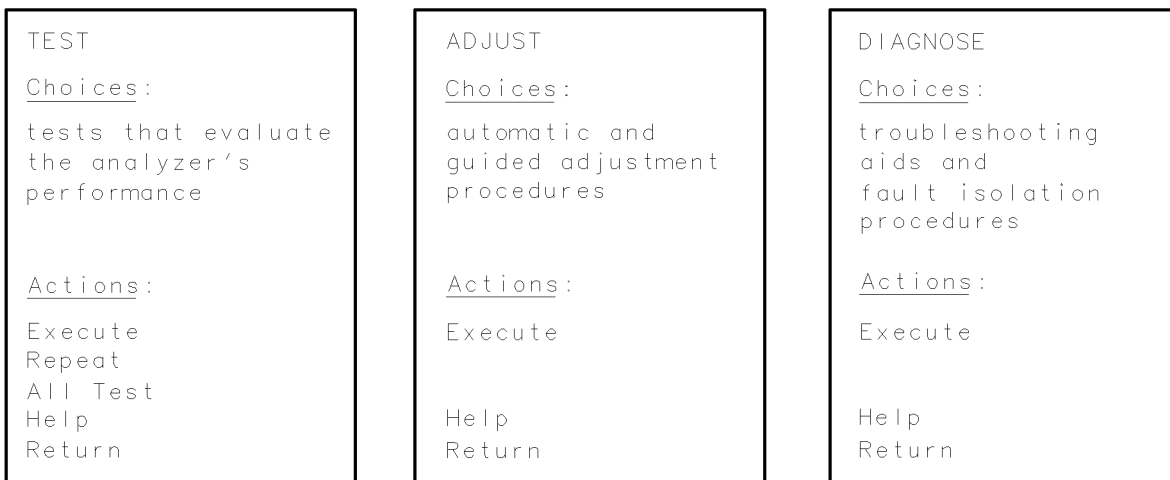 TEST
Choices:
tests that evaluate
the analyzer's
performance
Actions:
Execute
Repeat
All Test
Help
Return
ADJUST
Choices:
automatic and
guided adjustment
procedures
Actions:
Execute
Help
Return
DIAGNOSE
Choices:
troubleshooting
aids and
fault isolation
procedures
Actions:
Execute
Help
Return